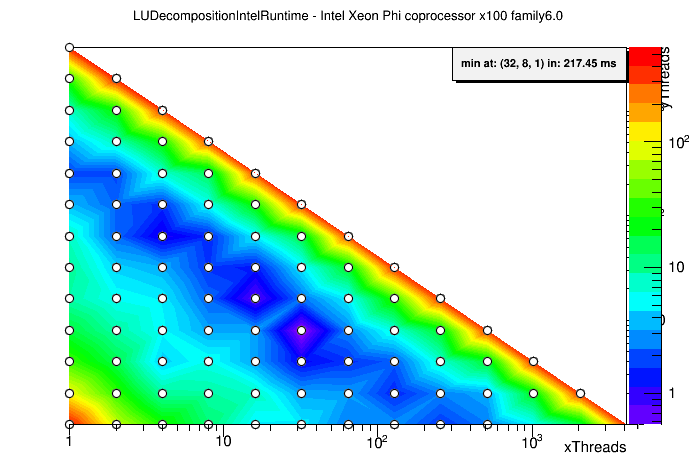 LUDecompositionIntelRuntime - Intel Xeon Phi coprocessor x100 family6.0
min at: (32, 8, 1) in: 217.45 ms
yThreads
10²
10
1
1
10
10²
10³
xThreads